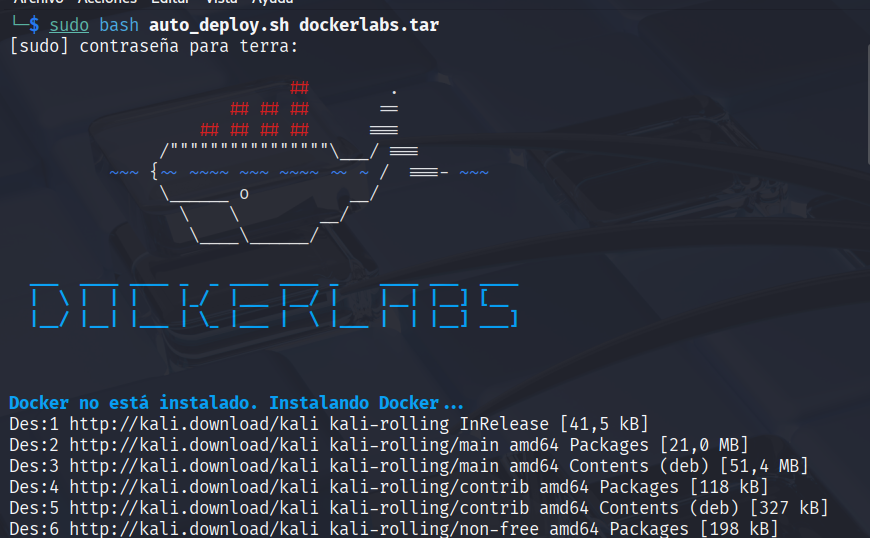 Archivo Acciones Editar Vista Ayuda
└─$ sudo bash auto_deploy.sh dockerlabs.tar
[sudo] contraseña para terra:
## .
## ## ## ==
## ## ## ## ===
/""""""""""""""""\___/ ===
~~~ {~~ ~~~~ ~~~ ~~~~ ~~ ~ / ===- ~~~
\______ o __/
\ \ __/
\____\______/
DOCKERLABS
Docker no está instalado. Instalando Docker...
Des:1 http://kali.download/kali kali-rolling InRelease [41,5 kB]
Des:2 http://kali.download/kali kali-rolling/main amd64 Packages [21,0 MB]
Des:3 http://kali.download/kali kali-rolling/main amd64 Contents (deb) [51,4 MB]
Des:4 http://kali.download/kali kali-rolling/contrib amd64 Packages [118 kB]
Des:5 http://kali.download/kali kali-rolling/contrib amd64 Contents (deb) [327 kB]
Des:6 http://kali.download/kali kali-rolling/non-free amd64 Packages [198 kB]